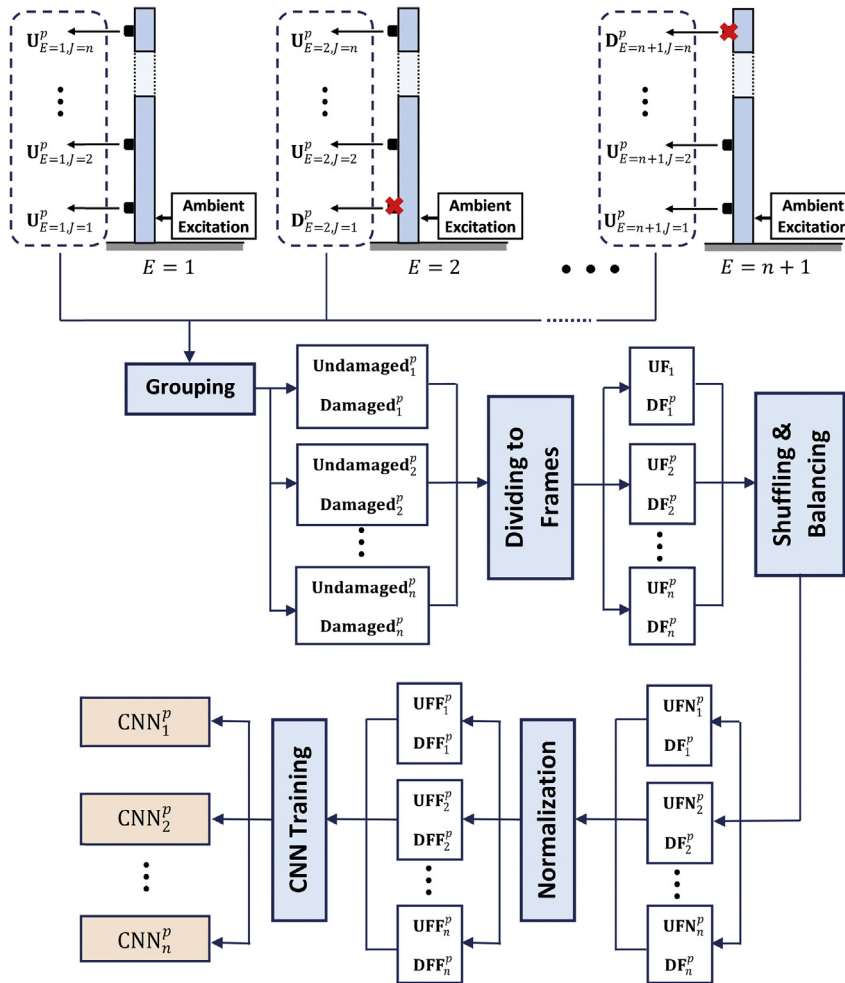 U^p_{E=1,J=n}
U^p_{E=1,J=2}
U^p_{E=1,J=1}
Ambient
Excitation
E = 1
U^p_{E=2,J=n}
U^p_{E=2,J=2}
D^p_{E=2,J=1}
Ambient
Excitation
E = 2
D^p_{E=n+1,J=n}
U^p_{E=n+1,J=2}
U^p_{E=n+1,J=1}
Ambient
Excitation
E = n + 1
Grouping
Undamaged^p_1
Damaged^p_1
Undamaged^p_2
Damaged^p_2
Undamaged^p_n
Damaged^p_n
Dividing to
Frames
UF_1
DF^p_1
UF^p_2
DF^p_2
UF^p_n
DF^p_n
Shuffling &
Balancing
UFN^p_1
DF^p_1
UFN^p_2
DF^p_2
UFN^p_n
DF^p_n
Normalization
UFF^p_1
DFF^p_1
UFF^p_2
DFF^p_2
UFF^p_n
DFF^p_n
CNN Training
CNN^p_1
CNN^p_2
CNN^p_n